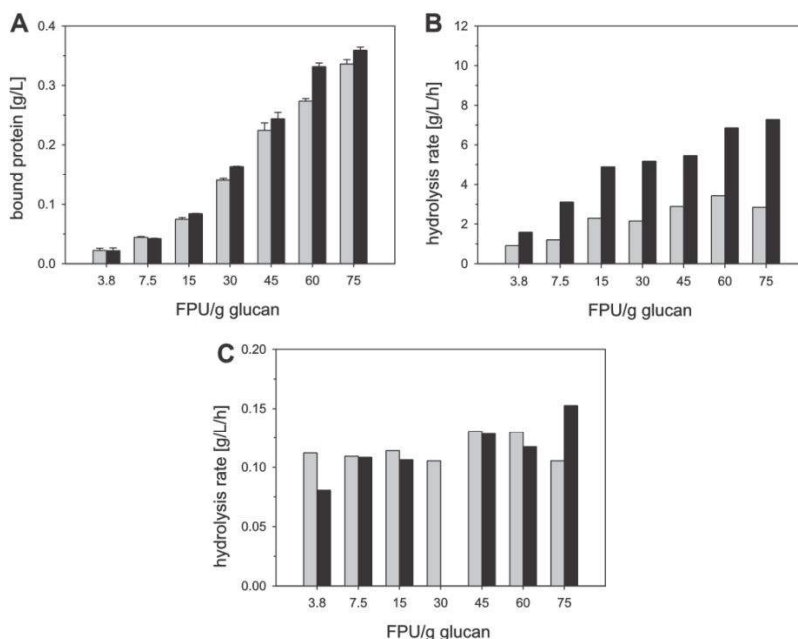 A
bound protein [g/L]
0.4
0.3
0.2
0.1
0.0
3.8 7.5 15 30 45 60 75
FPU/g glucan
B
hydrolysis rate [g/L/h]
12
10
8
6
4
2
0
3.8 7.5 15 30 45 60 75
FPU/g glucan
C
hydrolysis rate [g/L/h]
0.20
0.15
0.10
0.05
0.00
3.8 7.5 15 30 45 60 75
FPU/g glucan